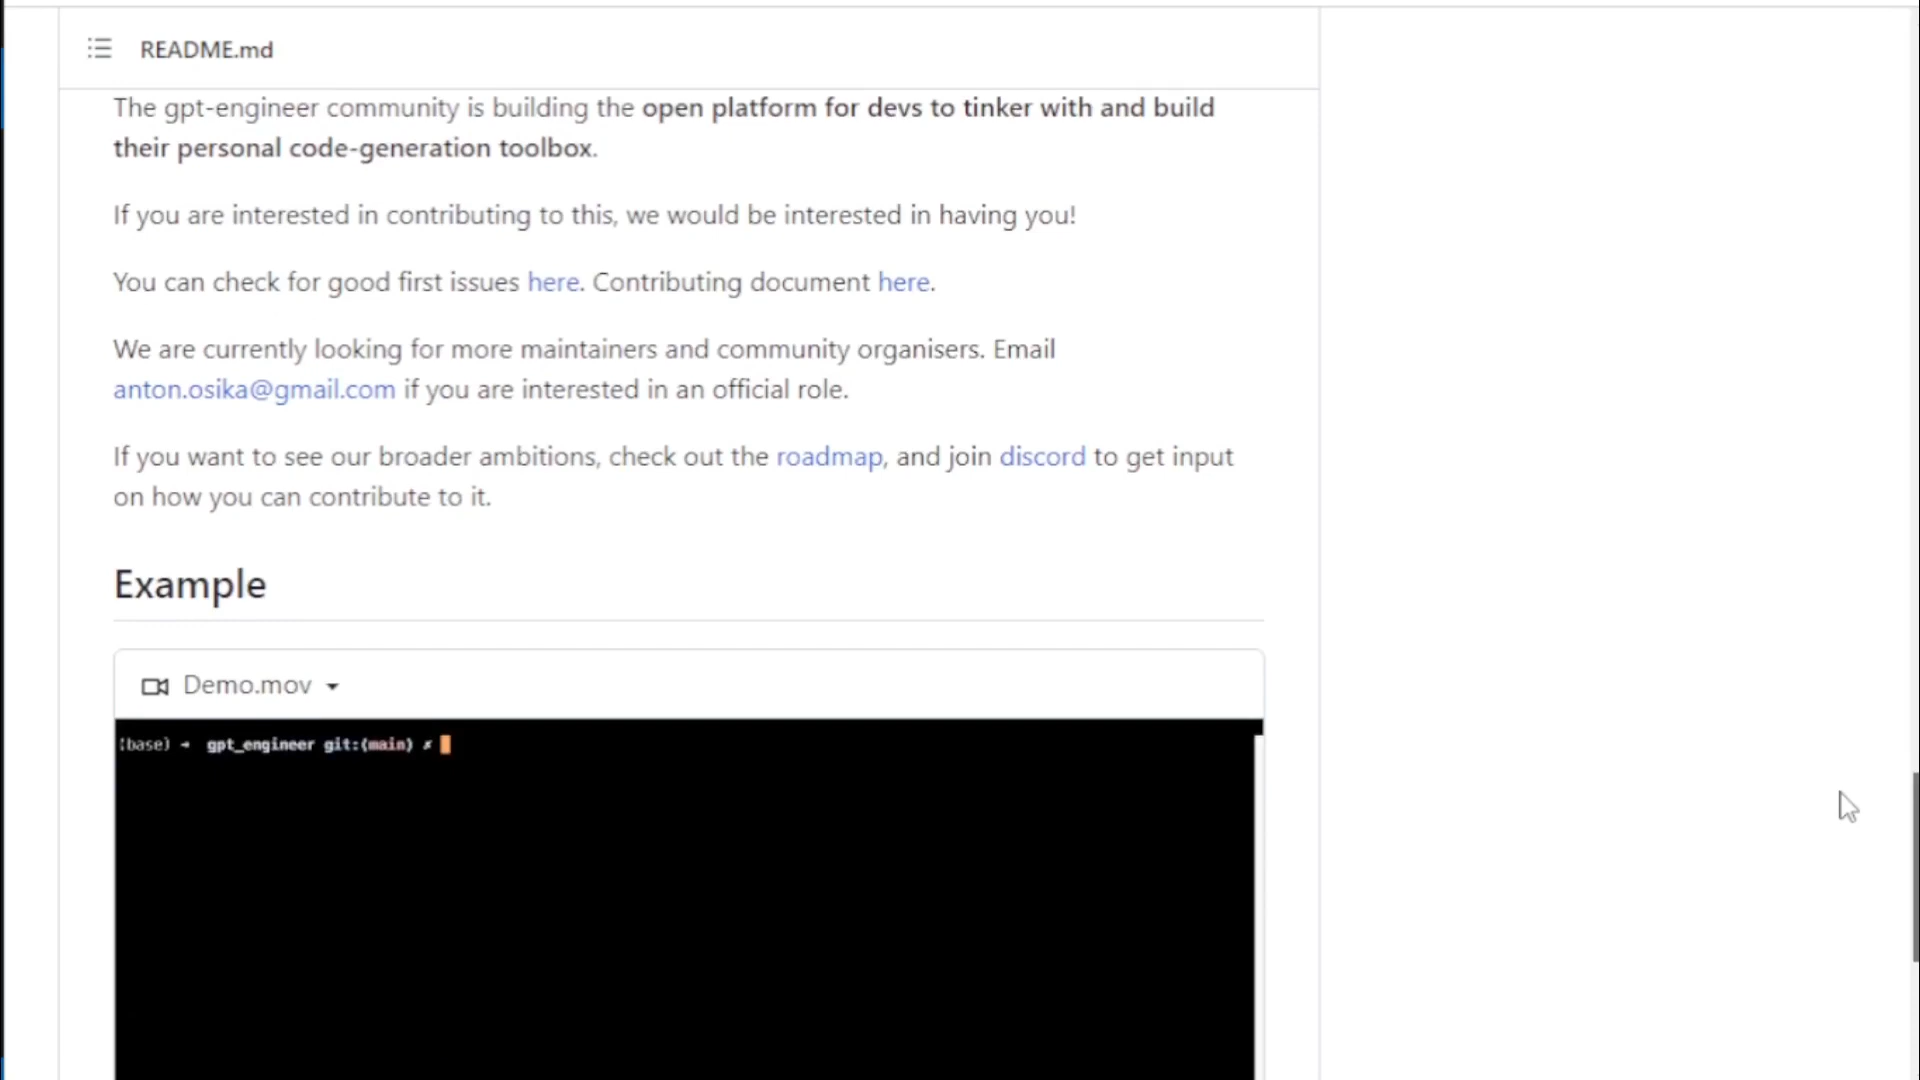 README.md
The gpt-engineer community is building the open platform for devs to tinker with and build
their personal code-generation toolbox.
If you are interested in contributing to this, we would be interested in having you!
You can check for good first issues here. Contributing document here.
We are currently looking for more maintainers and community organisers. Email
anton.osika@gmail.com if you are interested in an official role.
If you want to see our broader ambitions, check out the roadmap, and join discord to get input
on how you can contribute to it.
Example
Demo.mov
(base) → gpt_engineer git:(main) ✗